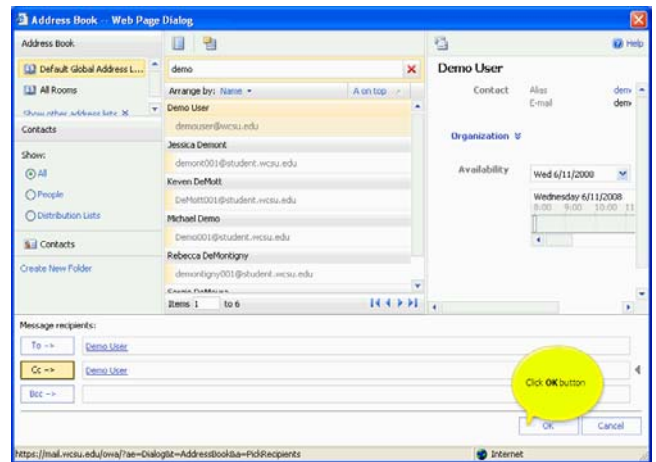 Address Book -- Web Page Dialog
Address Book
Default Global Address L...
All Rooms
Show other address lists
Contacts
Show:
All
People
Distribution Lists
Contacts
Create New Folder
demo
Arrange by: Name
A on top
Demo User
demouser@wcsu.edu
Jessica Demont
demont001@student.wcsu.edu
Keven DeMott
DeMott001@student.wcsu.edu
Michael Demo
Demo001@student.wcsu.edu
Rebecca DeMontigny
demontigny001@student.wcsu.edu
Items 1 to 6
Help
Demo User
Contact
Alias
E-mail
Organization
Availability
Wed 6/11/2008
Wednesday 6/11/2008
8:00 9:00 10:00 11
Message recipients:
To -> Demo User
Cc -> Demo User
Bcc ->
Click OK button
OK
Cancel
https://mail.wcsu.edu/owa/?ae=Dialog&t=AddressBook&a=PickRecipients
Internet